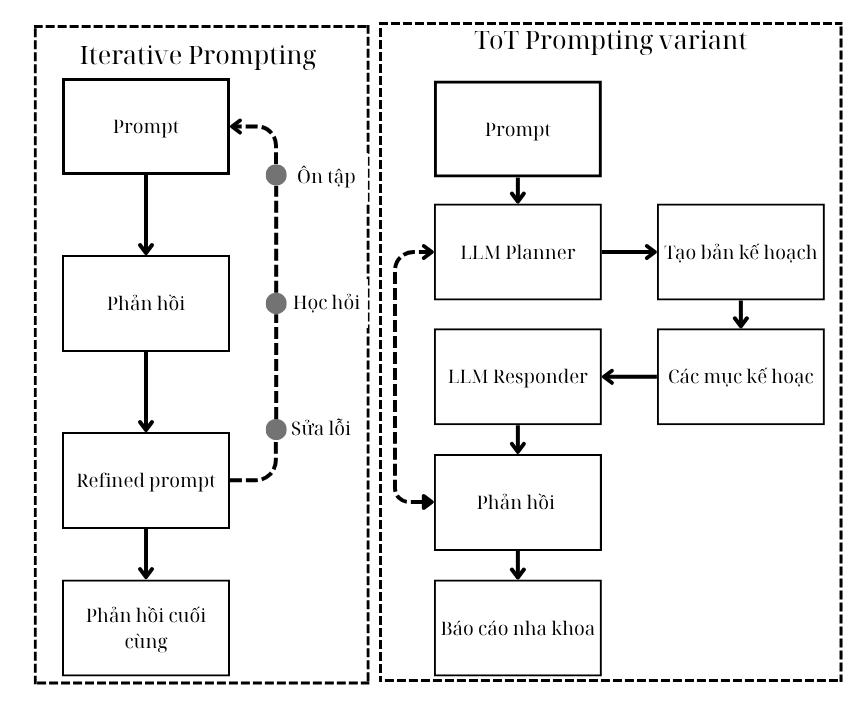 Iterative Prompting
Prompt
Ôn tập
Phản hồi
Học hỏi
Sửa lỗi
Refined prompt
Phản hồi cuối
cùng
ToT Prompting variant
Prompt
LLM Planner
Tạo bản kế hoạch
LLM Responder
Các mục kế hoạc
Phản hồi
Báo cáo nha khoa